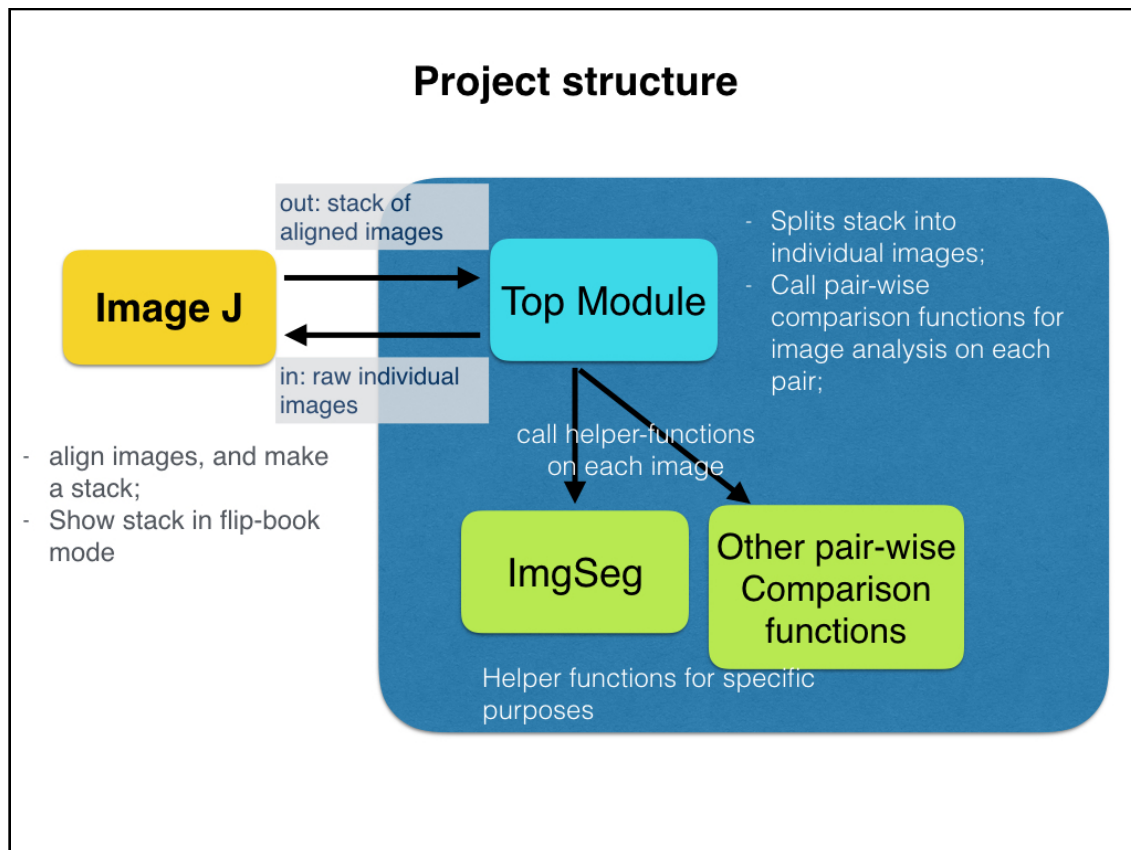 Project structure
out: stack of
aligned images
Image J
Top Module
- Splits stack into
individual images;
- Call pair-wise
comparison functions for
image analysis on each
pair;
in: raw individual
images
- align images, and make
a stack;
- Show stack in flip-book
mode
call helper-functions
on each image
ImgSeg
Other pair-wise
Comparison
functions
Helper functions for specific
purposes